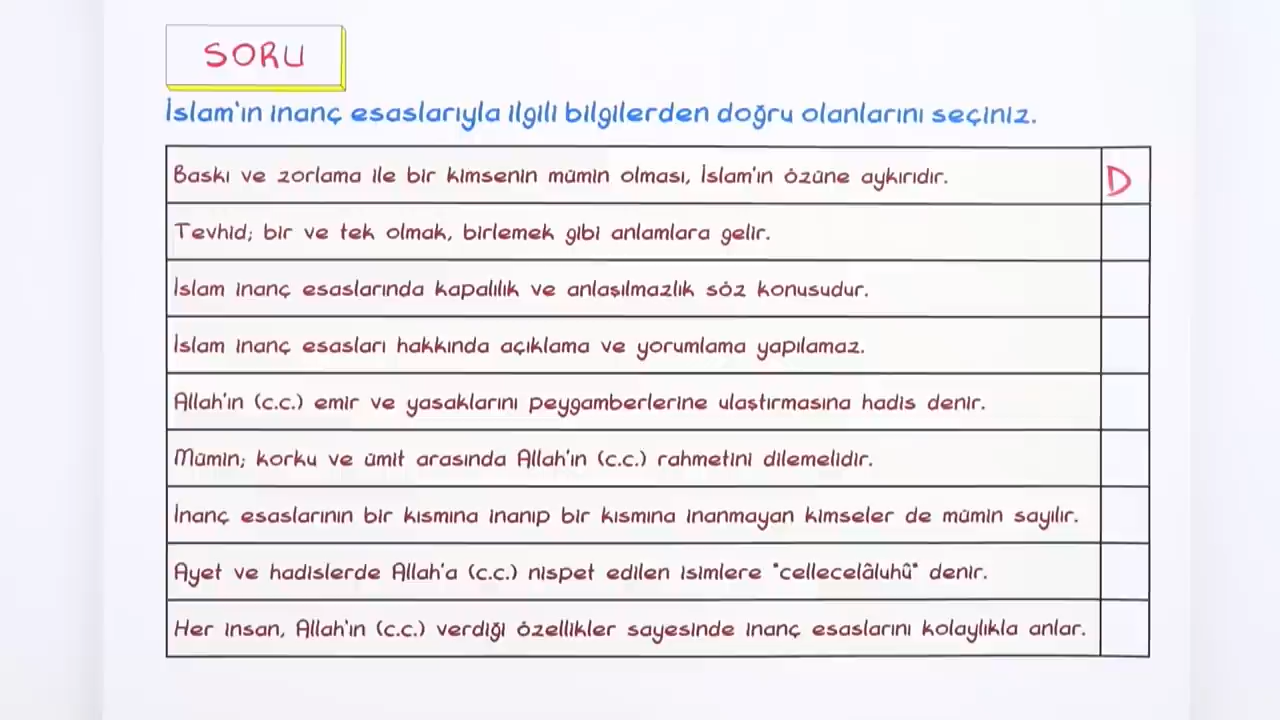 SORU
İslam'ın inanç esaslarıyla ilgili bilgilerden doğru olanlarını seçiniz.
Baskı ve zorlama ile bir kimsenin mümin olması, İslam'ın özüne aykırıdır. D
Tevhid; bir ve tek olmak, birlemek gibi anlamlara gelir.
İslam inanç esaslarında kapalılık ve anlaşılmazlık söz konusudur.
İslam inanç esasları hakkında açıklama ve yorumlama yapılamaz.
Allah'ın (c.c.) emir ve yasaklarını peygamberlerine ulaştırmasına hadis denir.
Mümin; korku ve ümit arasında Allah'ın (c.c.) rahmetini dilemelidir.
İnanç esaslarının bir kısmına inanıp bir kısmına inanmayan kimseler de mümin sayılır.
Ayet ve hadislerde Allah'a (c.c.) nispet edilen isimlere "cellecelâluhû" denir.
Her insan, Allah'ın (c.c.) verdiği özellikler sayesinde inanç esaslarını kolaylıkla anlar.